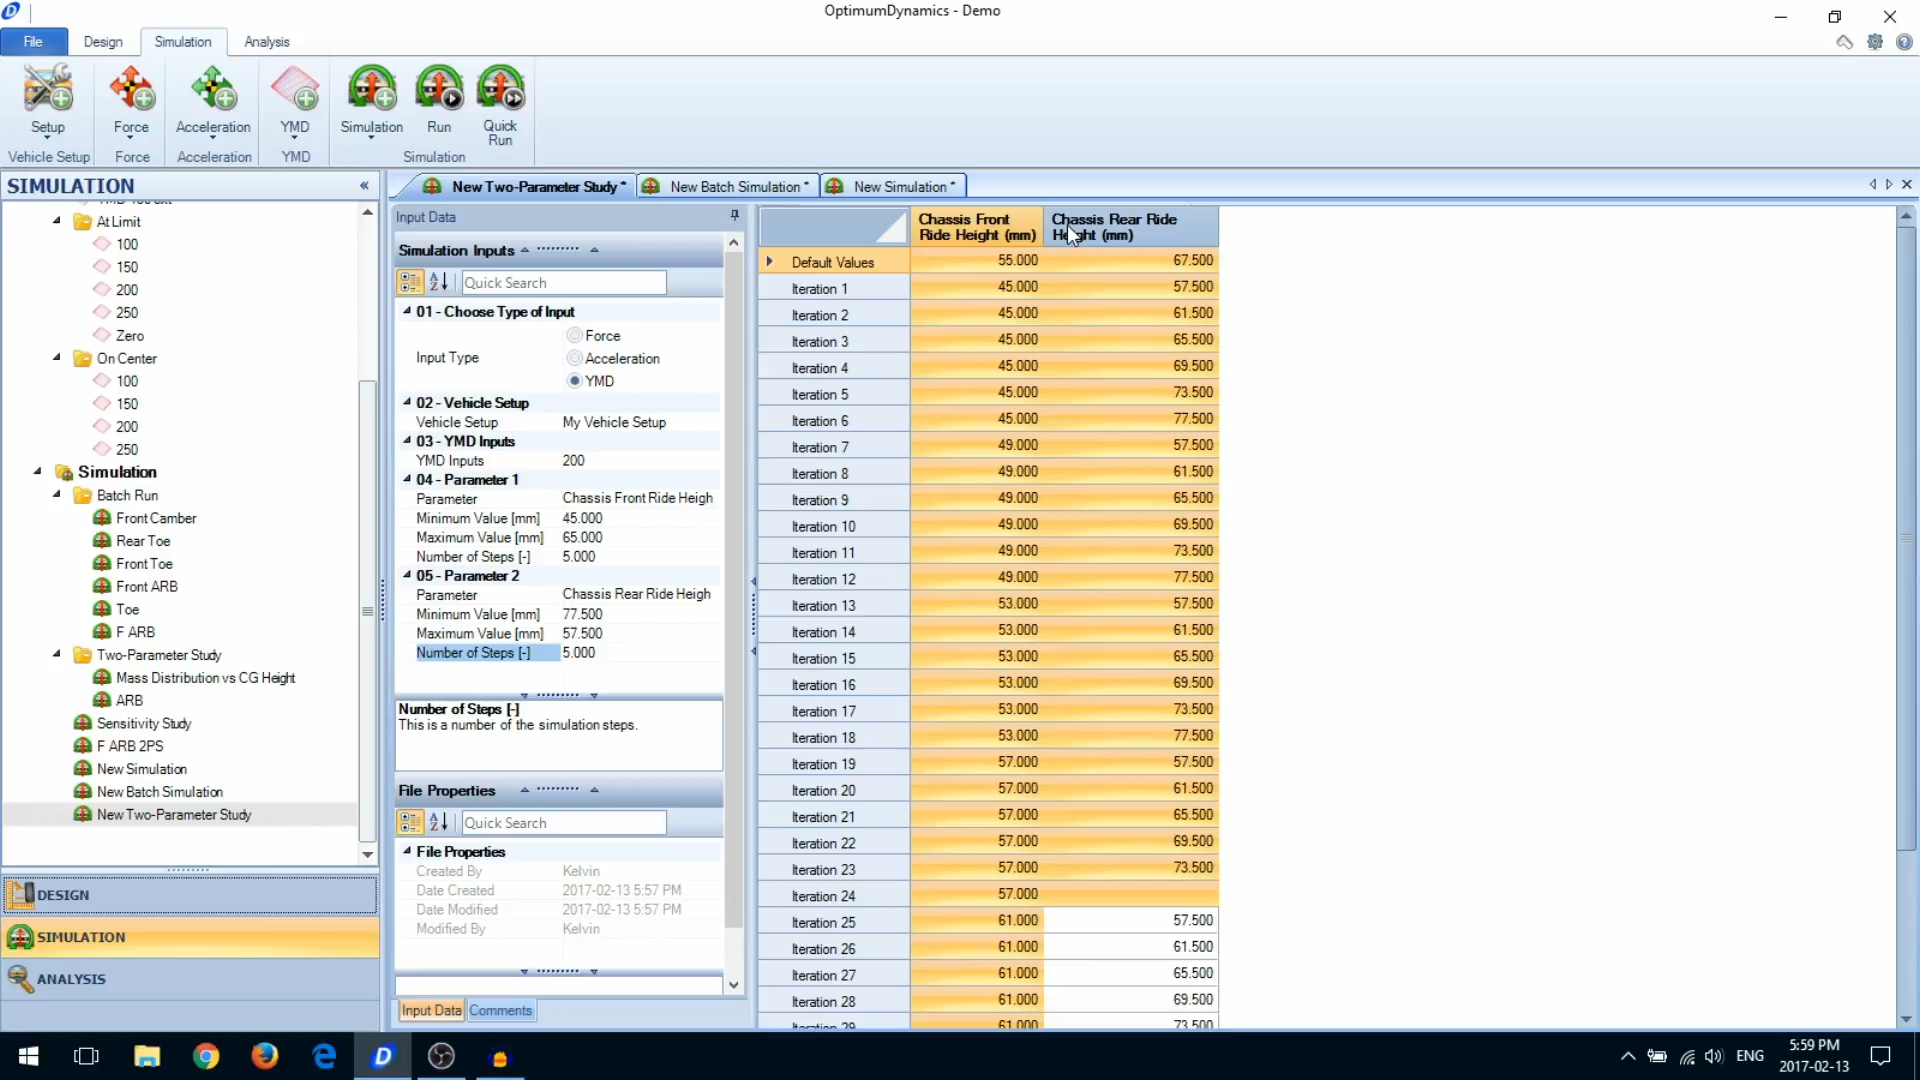 OptimumDynamics - Demo
File
Design
Simulation
Analysis
Setup
Force
Acceleration
YMD
Simulation
Run
Quick
Run
Vehicle Setup
Force
Acceleration
YMD
Simulation
SIMULATION
At Limit
100
150
200
250
Zero
On Center
100
150
200
250
Simulation
Batch Run
Front Camber
Rear Toe
Front Toe
Front ARB
Toe
F ARB
Two-Parameter Study
Mass Distribution vs CG Height
ARB
Sensitivity Study
F ARB 2PS
New Simulation
New Batch Simulation
New Two-Parameter Study
DESIGN
SIMULATION
ANALYSIS
New Two-Parameter Study *
New Batch Simulation *
New Simulation *
Input Data
Simulation Inputs
Quick Search
01 - Choose Type of Input
Input Type
Force
Acceleration
YMD
02 - Vehicle Setup
Vehicle Setup My Vehicle Setup
03 - YMD Inputs
YMD Inputs 200
04 - Parameter 1
Parameter Chassis Front Ride Heigh
Minimum Value [mm] 45.000
Maximum Value [mm] 65.000
Number of Steps [-] 5.000
05 - Parameter 2
Parameter Chassis Rear Ride Heigh
Minimum Value [mm] 77.500
Maximum Value [mm] 57.500
Number of Steps [-] 5.000
Number of Steps [-]
This is a number of the simulation steps.
File Properties
Quick Search
File Properties
Created By Kelvin
Date Created 2017-02-13 5:57 PM
Date Modified 2017-02-13 5:57 PM
Modified By Kelvin
Input Data
Comments
Chassis Front
Ride Height (mm)
Chassis Rear Ride
Height (mm)
Default Values 55.000 67.500
Iteration 1 45.000 57.500
Iteration 2 45.000 61.500
Iteration 3 45.000 65.500
Iteration 4 45.000 69.500
Iteration 5 45.000 73.500
Iteration 6 45.000 77.500
Iteration 7 49.000 57.500
Iteration 8 49.000 61.500
Iteration 9 49.000 65.500
Iteration 10 49.000 69.500
Iteration 11 49.000 73.500
Iteration 12 49.000 77.500
Iteration 13 53.000 57.500
Iteration 14 53.000 61.500
Iteration 15 53.000 65.500
Iteration 16 53.000 69.500
Iteration 17 53.000 73.500
Iteration 18 53.000 77.500
Iteration 19 57.000 57.500
Iteration 20 57.000 61.500
Iteration 21 57.000 65.500
Iteration 22 57.000 69.500
Iteration 23 57.000 73.500
Iteration 24 57.000
Iteration 25 61.000 57.500
Iteration 26 61.000 61.500
Iteration 27 61.000 65.500
Iteration 28 61.000 69.500
Iteration 29 61.000 73.500
ENG
5:59 PM
2017-02-13